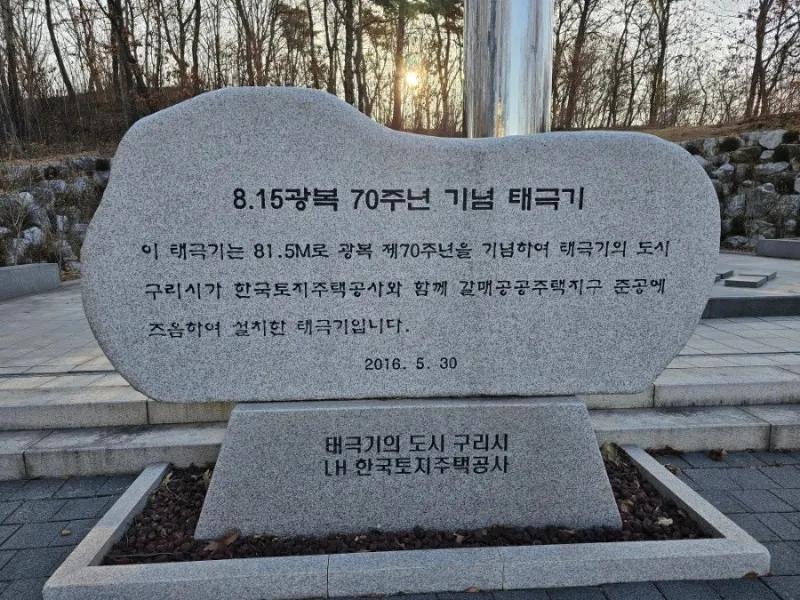 8.15광복 70주년 기념 태극기
이 태극기는 81.5M로 광복 제70주년을 기념하여 태극기의 도시
구리시가 한국토지주택공사와 함께 갈매공공주택지구 준공에
즈음하여 설치한 태극기입니다.
2016. 5. 30
태극기의 도시 구리시
LH 한국토지주택공사